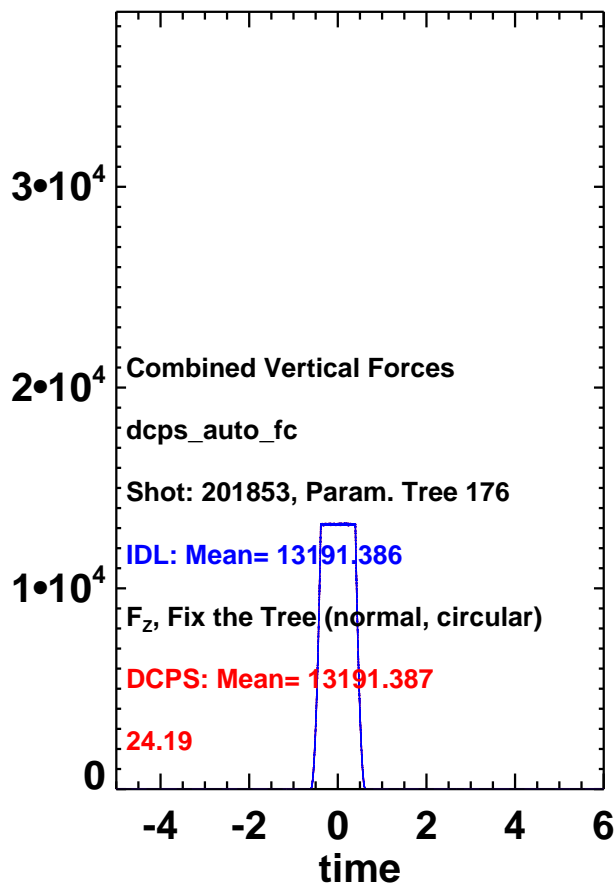 3•10⁴
2•10⁴
Combined Vertical Forces
dcps_auto_fc
Shot: 201853, Param. Tree 176
IDL: Mean= 13191.386
1•10⁴
F_Z, Fix the Tree (normal, circular)
DCPS: Mean= 13191.387
24.19
0
-4 -2 0 2 4 6
time